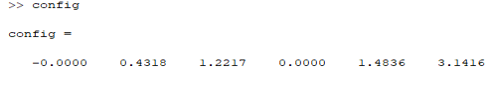 >> config
config =
-0.0000 0.4318 1.2217 0.0000 1.4836 3.1416